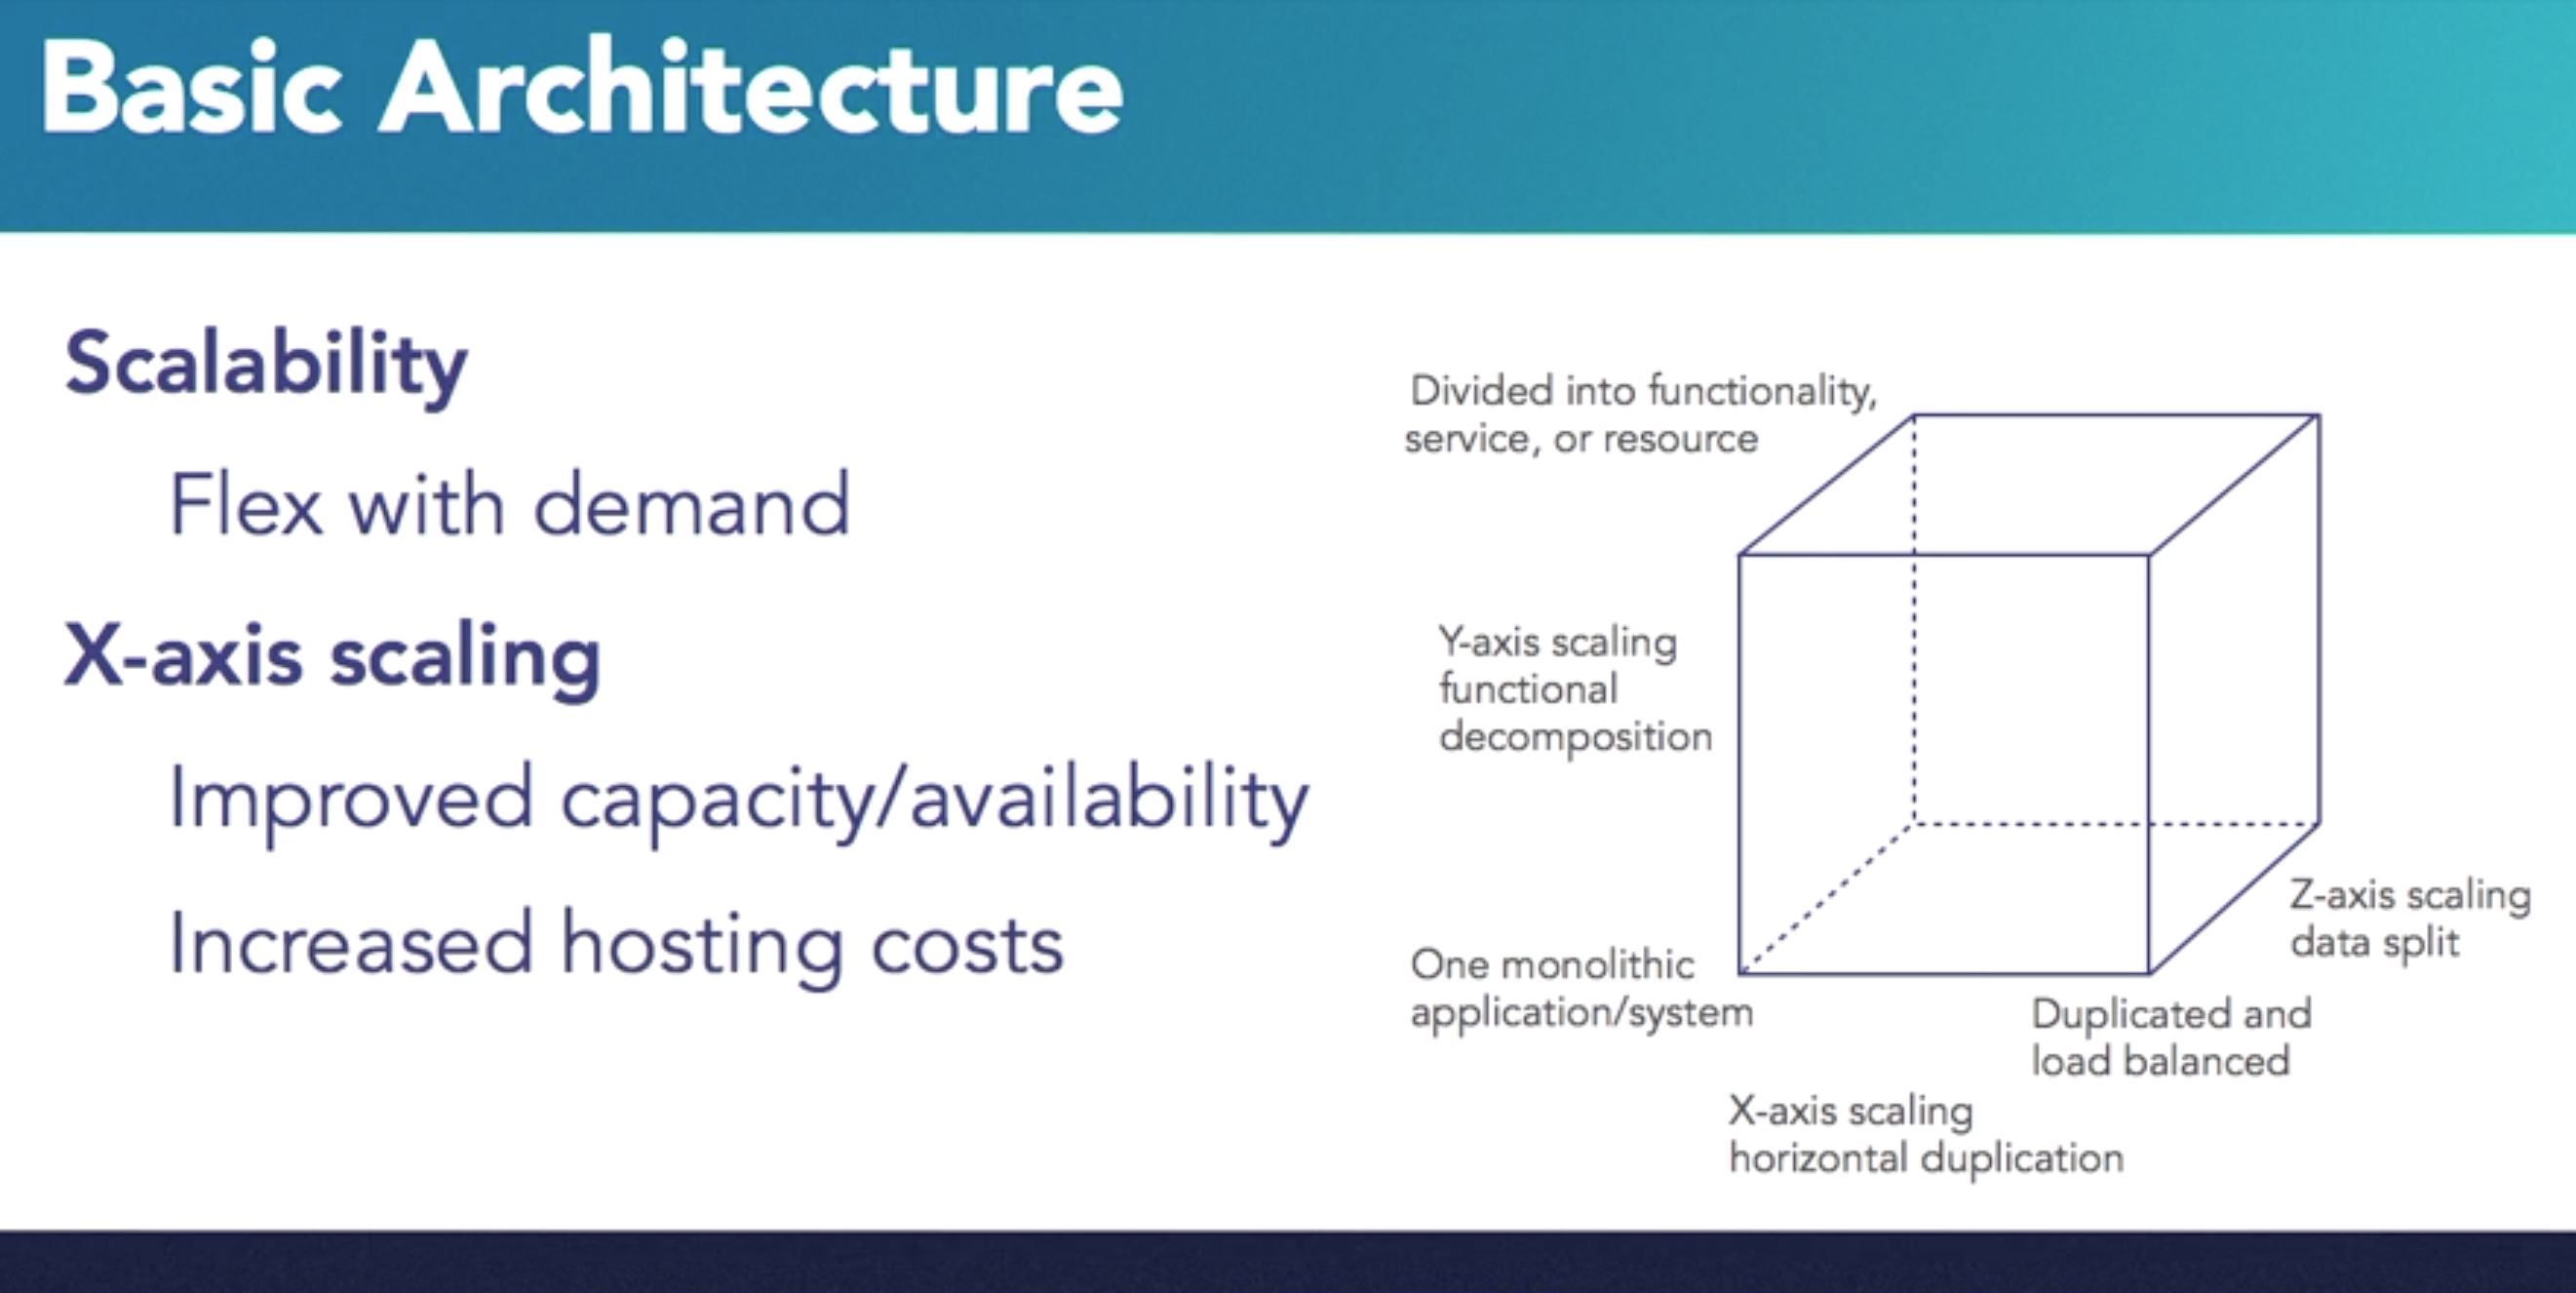 Basic Architecture
Scalability
Flex with demand
X-axis scaling
Improved capacity/availability
Increased hosting costs
Divided into functionality,
service, or resource
Y-axis scaling
functional
decomposition
One monolithic
application/system
Z-axis scaling
data split
Duplicated and
load balanced
X-axis scaling
horizontal duplication